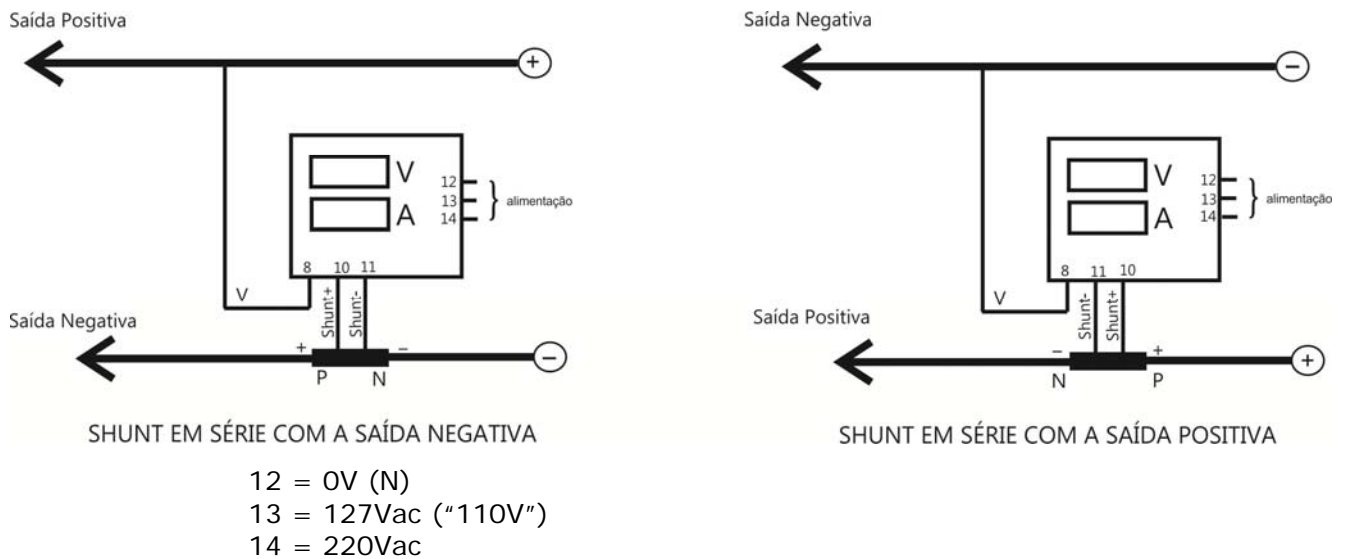 Saída Positiva
+
V
A
12
13
14
alimentação
8 10 11
V
Shunt+
Shunt-
Saída Negativa
+ −
−
P N
SHUNT EM SÉRIE COM A SAÍDA NEGATIVA
12 = 0V (N)
13 = 127Vac ("110V")
14 = 220Vac
Saída Negativa
−
V
A
12
13
14
alimentação
8 11 10
V
Shunt-
Shunt+
Saída Positiva
− +
+
N P
SHUNT EM SÉRIE COM A SAÍDA POSITIVA